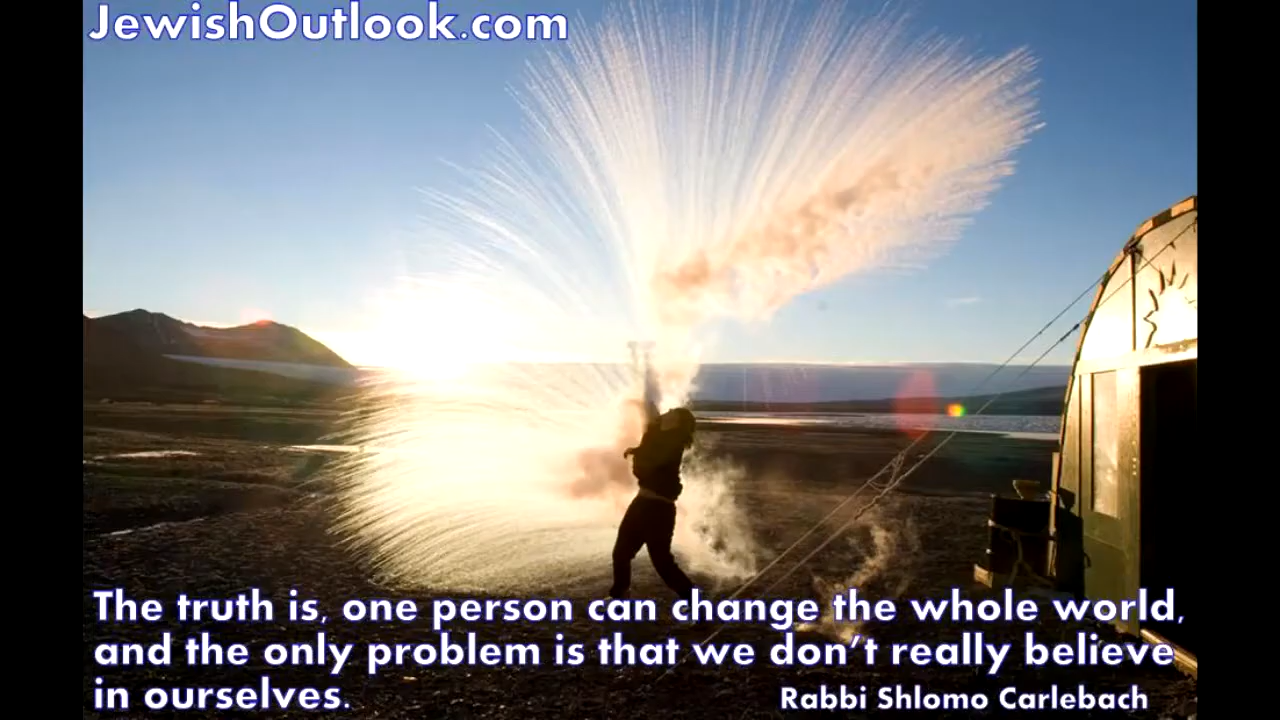 JewishOutlook.com
The truth is, one person can change the whole world,
and the only problem is that we don't really believe
in ourselves.
Rabbi Shlomo Carlebach